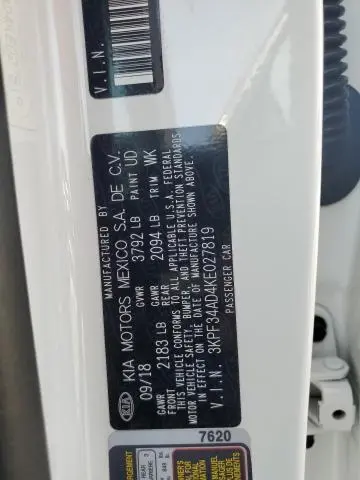 V.I.N.
MANUFACTURED BY
KIA KIA MOTORS MEXICO S.A. DE C.V.
09/18 GVWR 3792 LB PAINT UD
GAWR FRONT 2183 LB GAWR REAR 2094 LB TRIM WK
THIS VEHICLE CONFORMS TO ALL APPLICABLE U.S.A. FEDERAL
MOTOR VEHICLE SAFETY, BUMPER, AND THEFT PREVENTION STANDARDS
IN EFFECT ON THE DATE OF MANUFACTURE SHOWN ABOVE.
V.I.N. 3KPF34AD4KE027819
PASSENGER CAR
7620
REAR